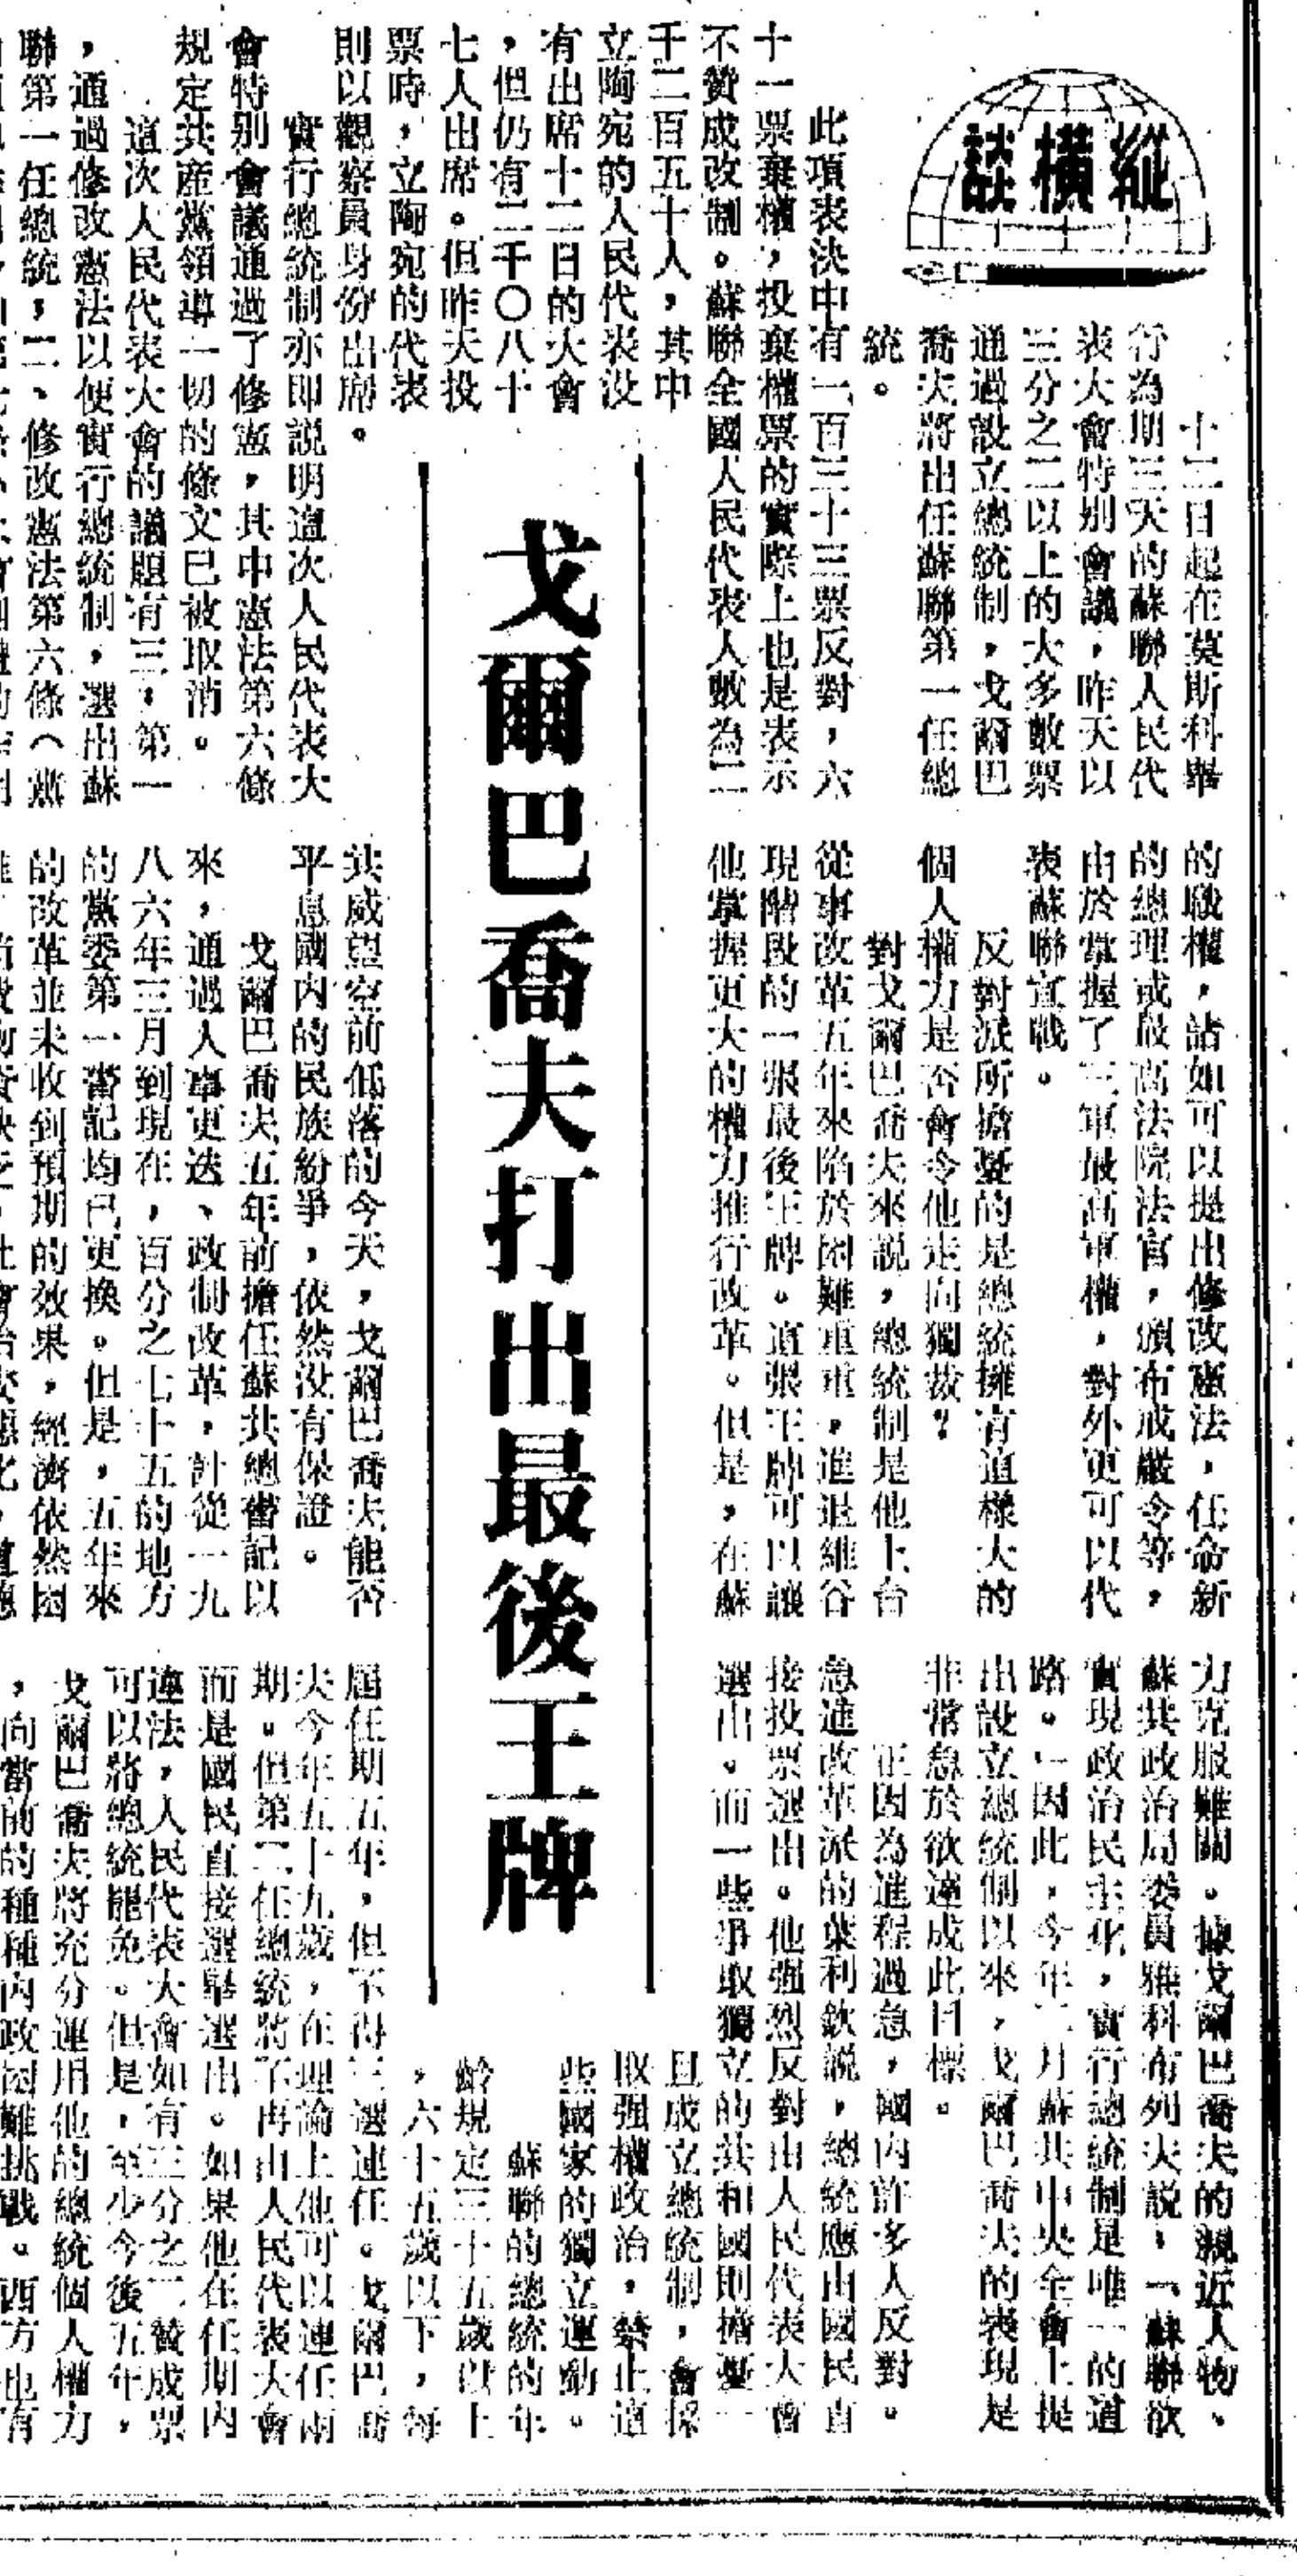 縱橫談
戈爾巴喬夫打出最後王牌
十二日起在莫斯科舉
行為期三天的蘇聯人民代
表大會特別會議，昨天以
三分之二以上的大多數票
通過設立總統制，戈爾巴
喬夫將出任蘇聯第一任總
統。
此項表決中有一百三十三票反對，六
十一票棄權，投棄權票的實際上也是表示
不贊成改制。蘇聯全國人民代表人數為二
千二百五十人，其中
立陶宛的人民代表没
有出席十二日的大會
，但仍有二千〇八十
七人出席。但昨天投
票時，立陶宛的代表
則以觀察員身份出席。
實行總統制亦即説明這次人民代表大
會特別會議通過了修憲，其中憲法第六條
規定共產黨領導一切的條文已被取消。
這次人民代表大會的議題有三，第一
，通過修改憲法以便實行總統制，選出蘇
聯第一任總統，二、修改憲法第六條（黨
的職權，諸如可以提出修改憲法，任命新
的總理或最高法院法官，頒布戒嚴令等，
由於掌握了三軍最高軍權，對外更可以代
表蘇聯宣戰。
反對派所擔憂的是總統擁有這樣大的
個人權力是否會令他走向獨裁？
對戈爾巴喬夫來説，總統制是他上台
從事改革五年來陷於困難重重，進退維谷
現階段的一張最後王牌。這張王牌可以讓
他掌握更大的權力推行改革。但是，在蘇
共威望空前低落的今天，戈爾巴喬夫能否
平息國內的民族紛爭，依然没有保證。
戈爾巴喬夫五年前擔任蘇共總書記以
來，通過人事更迭、政制改革，計從一九
八六年三月到現在，百分之七十五的地方
的黨委第一書記均已更換。但是，五年來
的改革並未收到預期的效果，經濟依然困
力克服難關。據戈爾巴喬夫的親近人物、
蘇共政治局委員雅科布列夫説，「蘇聯欲
實現政治民主化，實行總統制是唯一的道
路。」因此，今年二月蘇共中央全會上提
出設立總統制以來，戈爾巴喬夫的表現是
非常急於欲達成此目標。
正因為進程過急，國內許多人反對。
急進改革派的葉利欽説，總統應由國民直
接投票選出。他强烈反對由人民代表大會
選出。而一些爭取獨立的共和國則擔憂一
旦成立總統制，會採
取强權政治，禁止這
些國家的獨立運動。
蘇聯的總統的年
齡規定三十五歲以上
，六十五歲以下，每
屆任期五年，但不得三選連任。戈爾巴喬
夫今年五十九歲，在理論上他可以連任兩
期。但第二任總統將不再由人民代表大會
而是國民直接選舉選出。如果他在任期内
違法，人民代表大會如有三分之二贊成票
可以將總統罷免。但是，至少今後五年，
戈爾巴喬夫將充分運用他的總統個人權力
，向當前的種種内政困難挑戰。西方也有